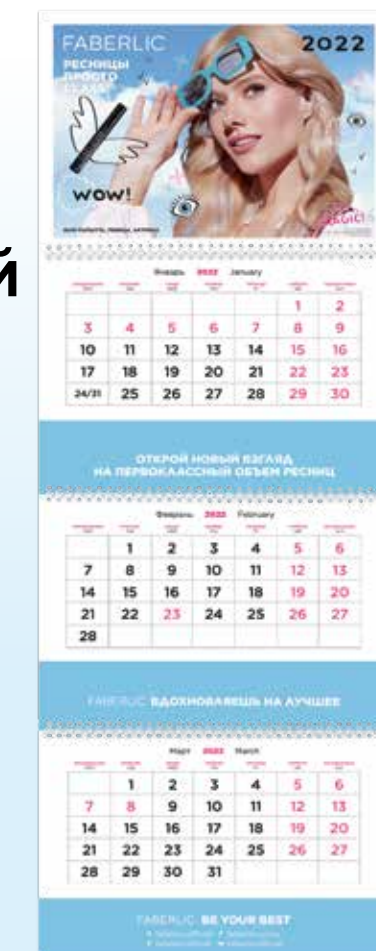 й
FABERLIC 2022
РЕСНИЦЫ
ПРОСТО
CLASS!
WOW!
Январь 2022 January
1 2
3 4 5 6 7 8 9
10 11 12 13 14 15 16
17 18 19 20 21 22 23
24/31 25 26 27 28 29 30
ОТКРОЙ НОВЫЙ ВЗГЛЯД
НА ПЕРВОКЛАССНЫЙ ОБЪЕМ РЕСНИЦ
Февраль 2022 February
1 2 3 4 5 6
7 8 9 10 11 12 13
14 15 16 17 18 19 20
21 22 23 24 25 26 27
28
FABERLIC ВДОХНОВЛЯЕШЬ НА ЛУЧШЕЕ
Март 2022 March
1 2 3 4 5 6
7 8 9 10 11 12 13
14 15 16 17 18 19 20
21 22 23 24 25 26 27
28 29 30 31
FABERLIC BE YOUR BEST